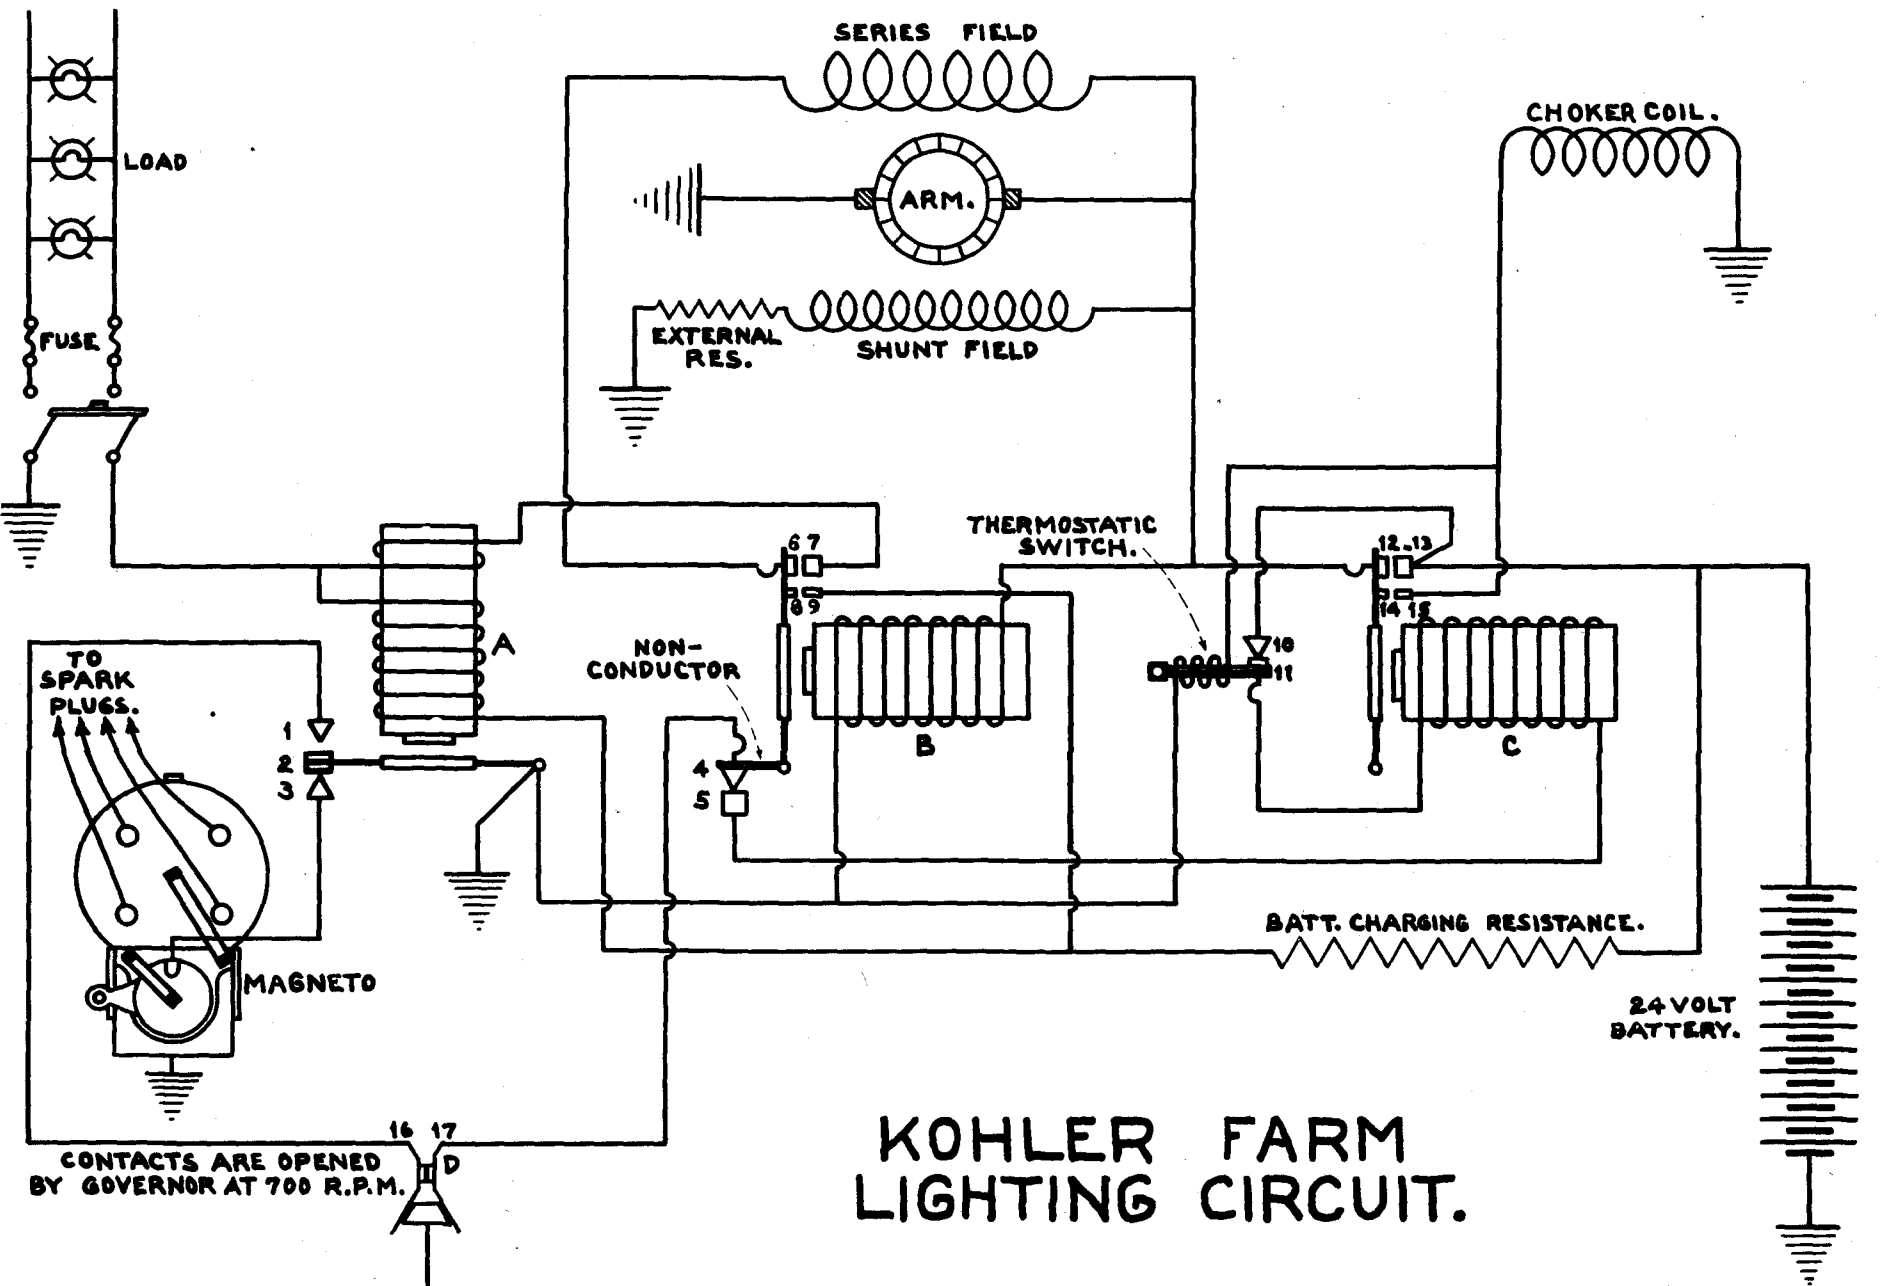 SERIES FIELD
CHOKER COIL.
LOAD
ARM.
FUSE
EXTERNAL
RES.
SHUNT FIELD
THERMOSTATIC
SWITCH.
6 7
12 13
8 9
14 15
A
NON-
CONDUCTOR
10
11
TO
SPARK
PLUGS.
1
2
3
4
5
B
C
BATT. CHARGING RESISTANCE.
MAGNETO
24 VOLT
BATTERY.
16 17
D
CONTACTS ARE OPENED
BY GOVERNOR AT 700 R.P.M.
KOHLER FARM
LIGHTING CIRCUIT.